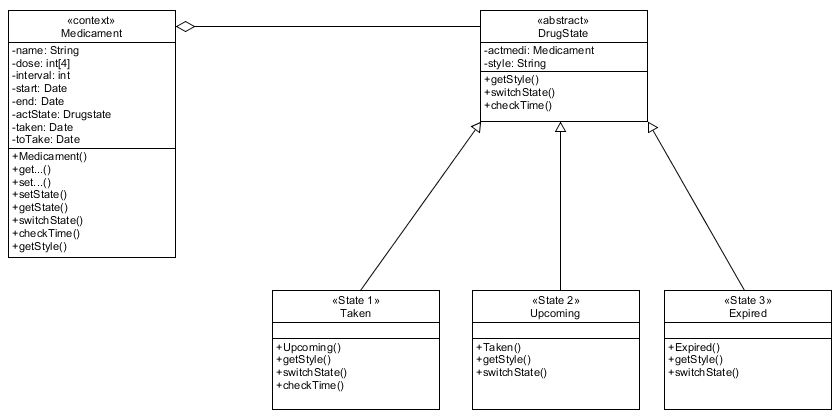 «context»
Medicament
-name: String
-dose: int[4]
-interval: int
-start: Date
-end: Date
-actState: Drugstate
-taken: Date
-toTake: Date
+Medicament()
+get...()
+set...()
+setState()
+getState()
+switchState()
+checkTime()
+getStyle()
«abstract»
DrugState
-actmedi: Medicament
-style: String
+getStyle()
+switchState()
+checkTime()
«State 1»
Taken
+Upcoming()
+getStyle()
+switchState()
+checkTime()
«State 2»
Upcoming
+Taken()
+getStyle()
+switchState()
«State 3»
Expired
+Expired()
+getStyle()
+switchState()